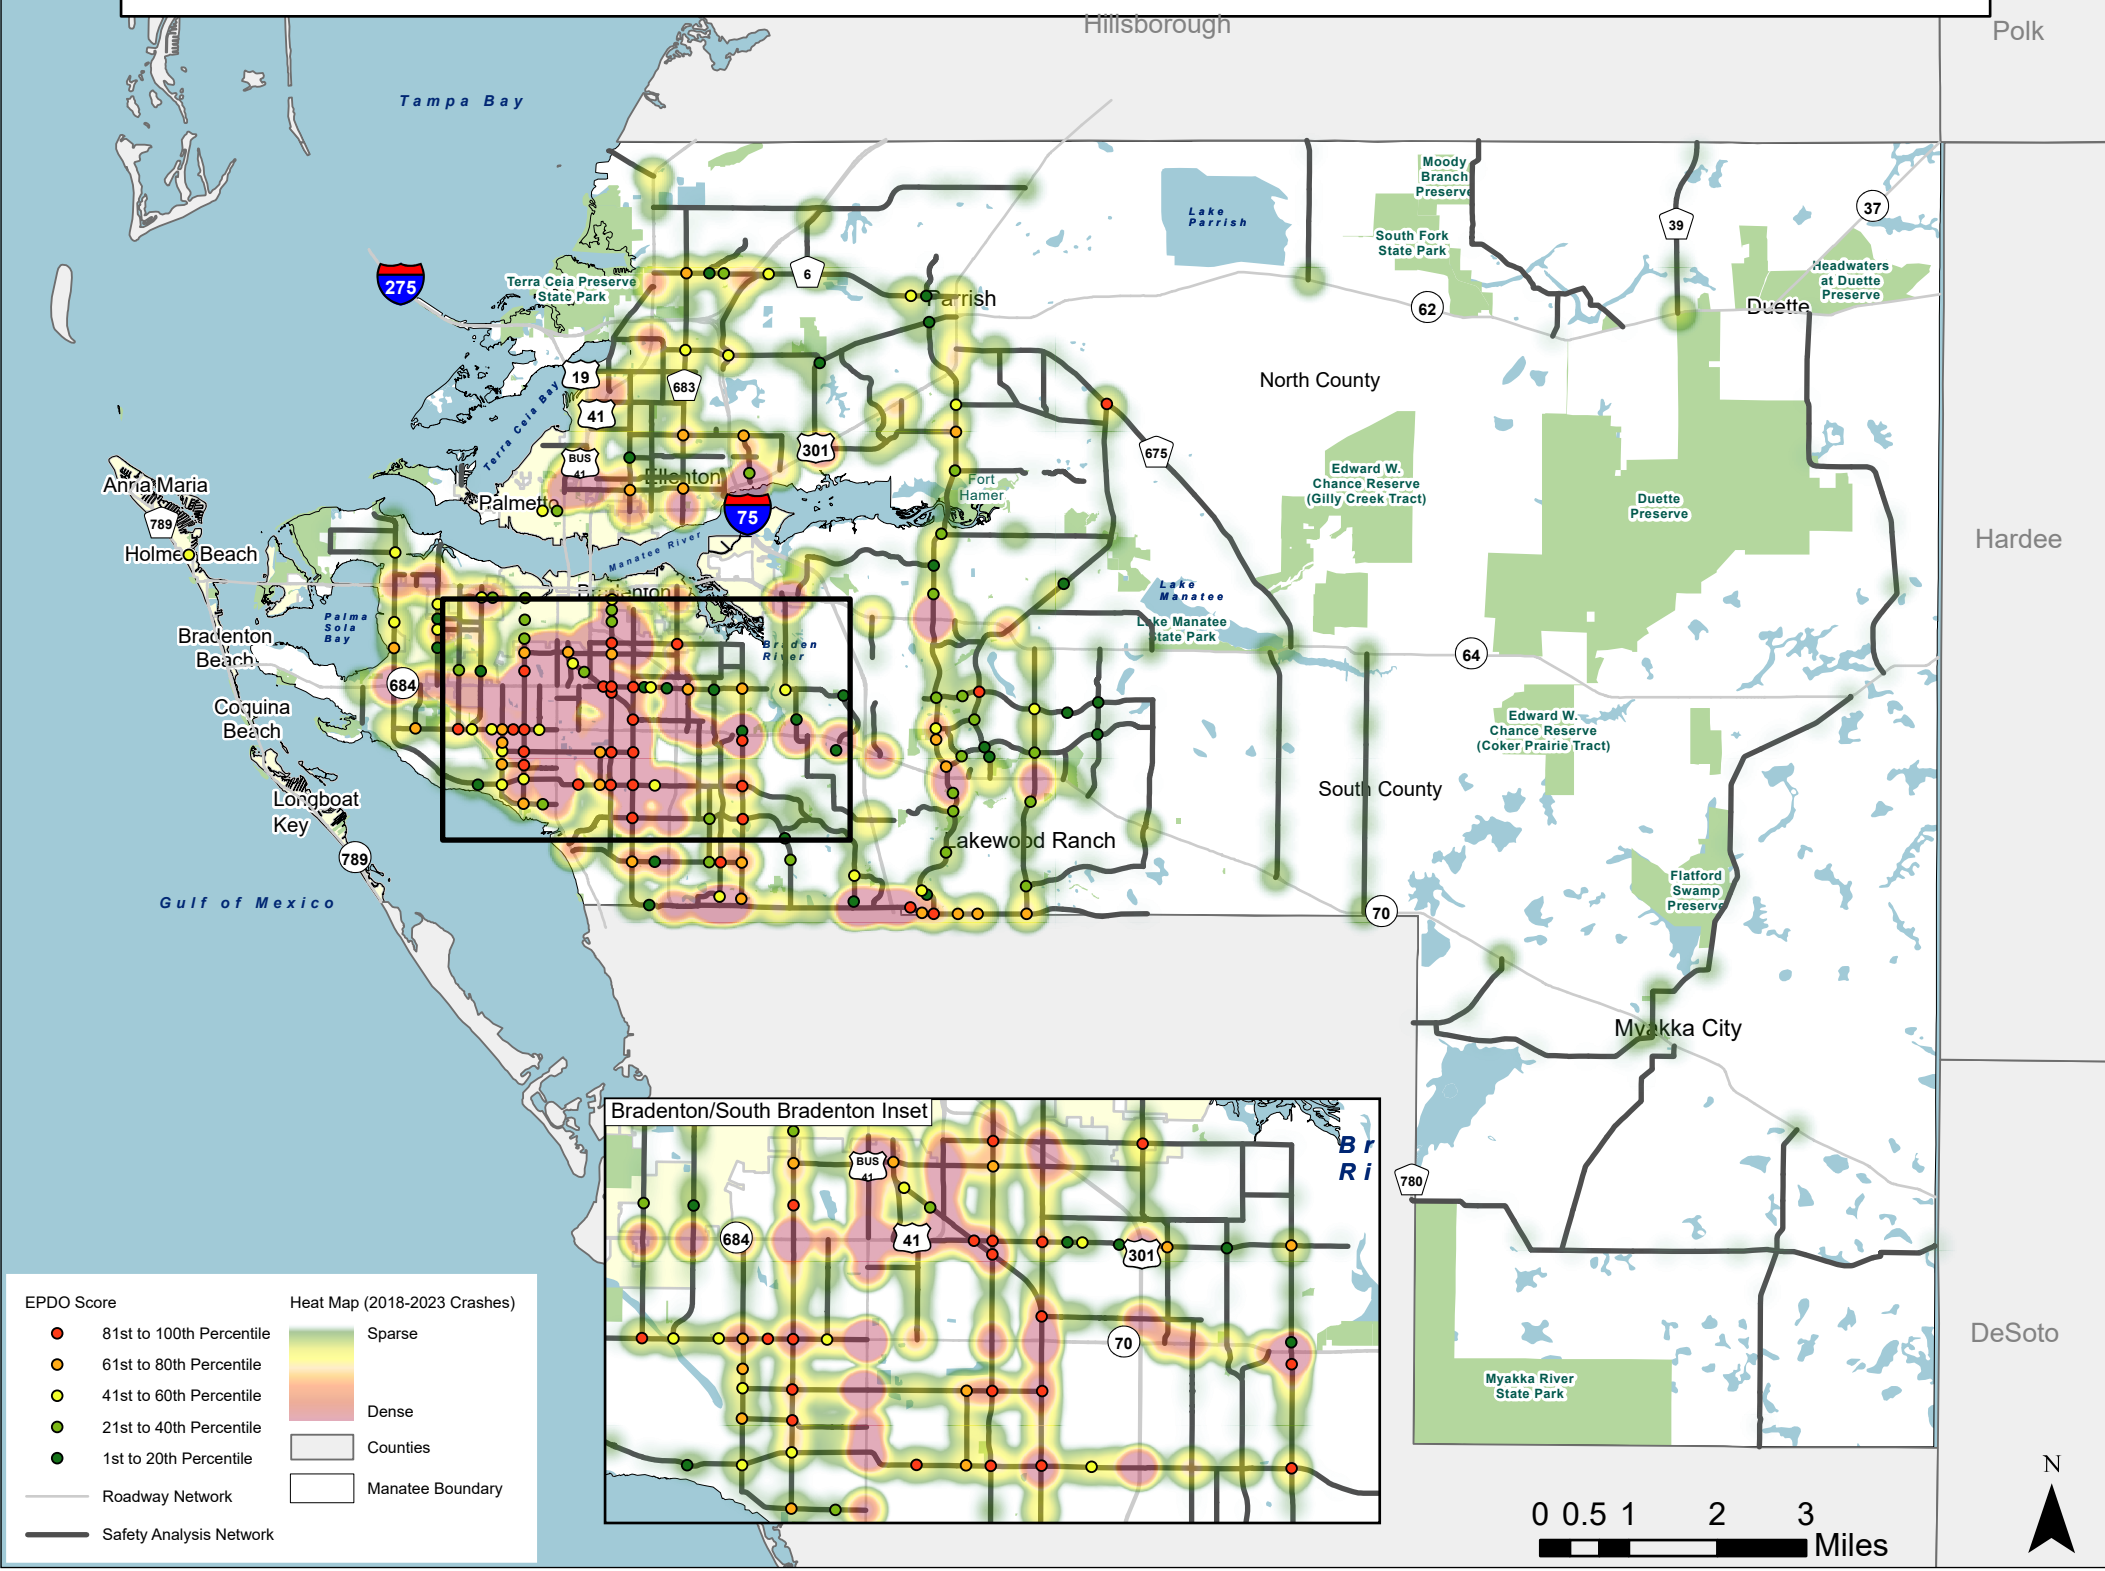 Hillsborough
Polk
Tampa Bay
Moody
Branch
Preserve
37
39
Lake
Parrish
South Fork
State Park
Headwaters
at Duette
Preserve
Terra Ceia Preserve
State Park
275
6
Parrish
62
Duette
19
683
North County
41
Terra Ceia Bay
301
675
BUS
41
Ellenton
Edward W.
Chance Reserve
(Gilly Creek Tract)
Fort
Hamer
Duette
Preserve
Anna Maria
Palmetto
789
75
Hardee
Holmes Beach
Manatee River
Bradenton
Lake
Manatee
Palma
Sola
Bay
Lake Manatee
State Park
Bradenton
Beach
Braden
River
64
684
Coquina
Beach
Edward W.
Chance Reserve
(Coker Prairie Tract)
South County
Longboat
Key
Lakewood Ranch
789
Flatford
Swamp
Preserve
Gulf of Mexico
70
Myakka City
Bradenton/South Bradenton Inset
Br
Ri
BUS
41
780
684
41
301
70
DeSoto
Myakka River
State Park
EPDO Score
81st to 100th Percentile
61st to 80th Percentile
41st to 60th Percentile
21st to 40th Percentile
1st to 20th Percentile
Roadway Network
Safety Analysis Network
Heat Map (2018-2023 Crashes)
Sparse
Dense
Counties
Manatee Boundary
N
0 0.5 1 2 3
Miles